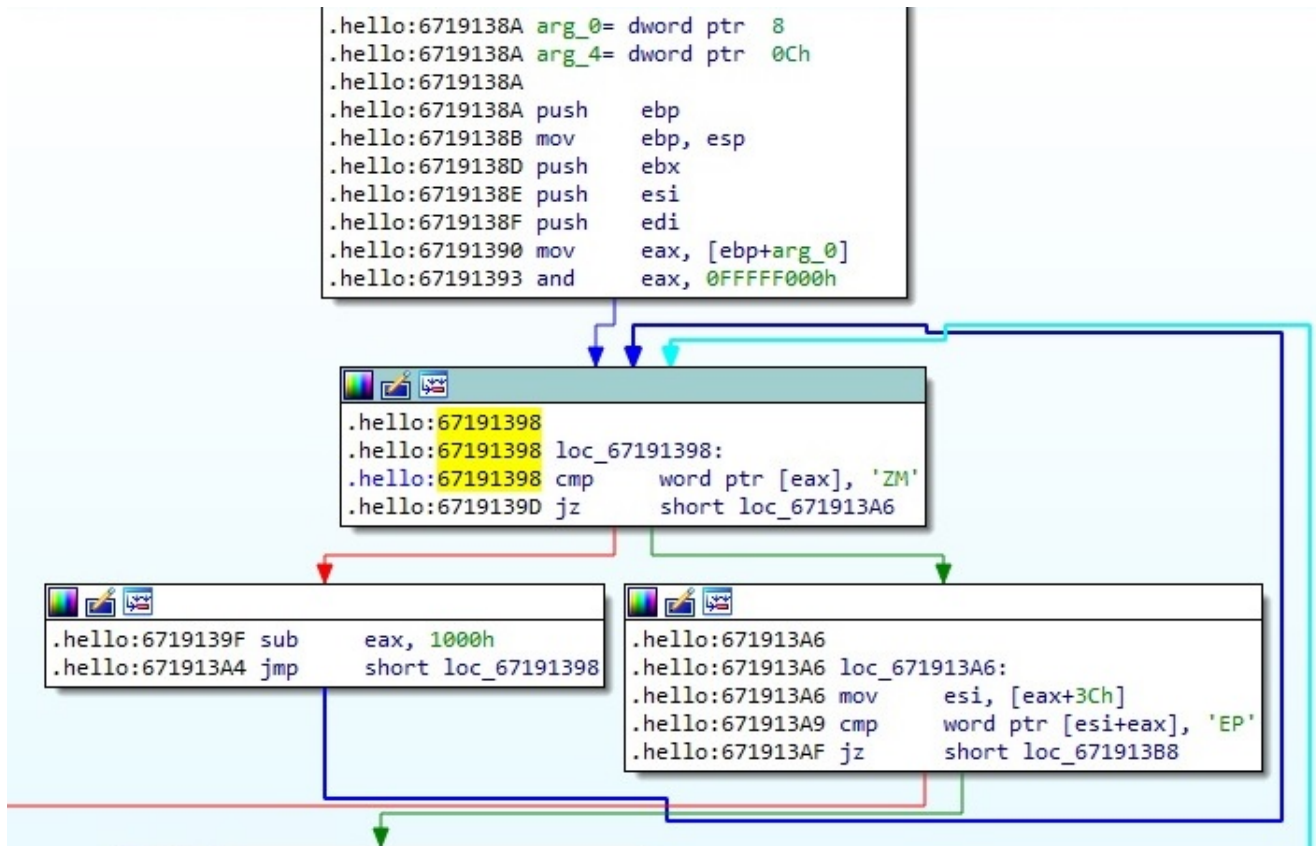 .hello:6719138A arg_0= dword ptr  8
.hello:6719138A arg_4= dword ptr  0Ch
.hello:6719138A
.hello:6719138A push    ebp
.hello:6719138B mov     ebp, esp
.hello:6719138D push    ebx
.hello:6719138E push    esi
.hello:6719138F push    edi
.hello:67191390 mov     eax, [ebp+arg_0]
.hello:67191393 and     eax, 0FFFFF000h
.hello:67191398
.hello:67191398 loc_67191398:
.hello:67191398 cmp     word ptr [eax], 'ZM'
.hello:6719139D jz      short loc_671913A6
.hello:6719139F sub     eax, 1000h
.hello:671913A4 jmp     short loc_67191398
.hello:671913A6
.hello:671913A6 loc_671913A6:
.hello:671913A6 mov     esi, [eax+3Ch]
.hello:671913A9 cmp     word ptr [esi+eax], 'EP'
.hello:671913AF jz      short loc_671913B8